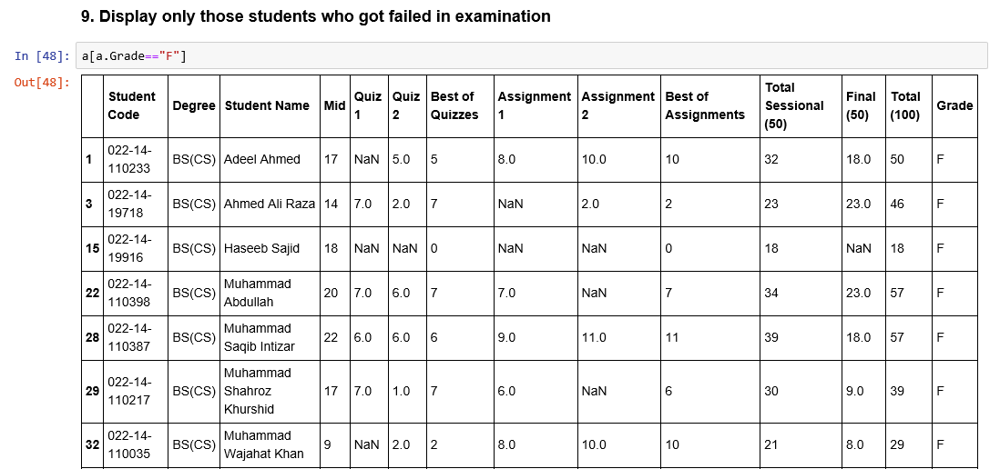 9. Display only those students who got failed in examination
In [48]: a[a.Grade=="F"]
Out[48]:
Student Code Degree Student Name Mid Quiz 1 Quiz 2 Best of Quizzes Assignment 1 Assignment 2 Best of Assignments Total Sessional (50) Final (50) Total (100) Grade
1 022-14-110233 BS(CS) Adeel Ahmed 17 NaN 5.0 5 8.0 10.0 10 32 18.0 50 F
3 022-14-19718 BS(CS) Ahmed Ali Raza 14 7.0 2.0 7 NaN 2.0 2 23 23.0 46 F
15 022-14-19916 BS(CS) Haseeb Sajid 18 NaN NaN 0 NaN NaN 0 18 NaN 18 F
22 022-14-110398 BS(CS) Muhammad Abdullah 20 7.0 6.0 7 7.0 NaN 7 34 23.0 57 F
28 022-14-110387 BS(CS) Muhammad Saqib Intizar 22 6.0 6.0 6 9.0 11.0 11 39 18.0 57 F
29 022-14-110217 BS(CS) Muhammad Shahroz Khurshid 17 7.0 1.0 7 6.0 NaN 6 30 9.0 39 F
32 022-14-110035 BS(CS) Muhammad Wajahat Khan 9 NaN 2.0 2 8.0 10.0 10 21 8.0 29 F